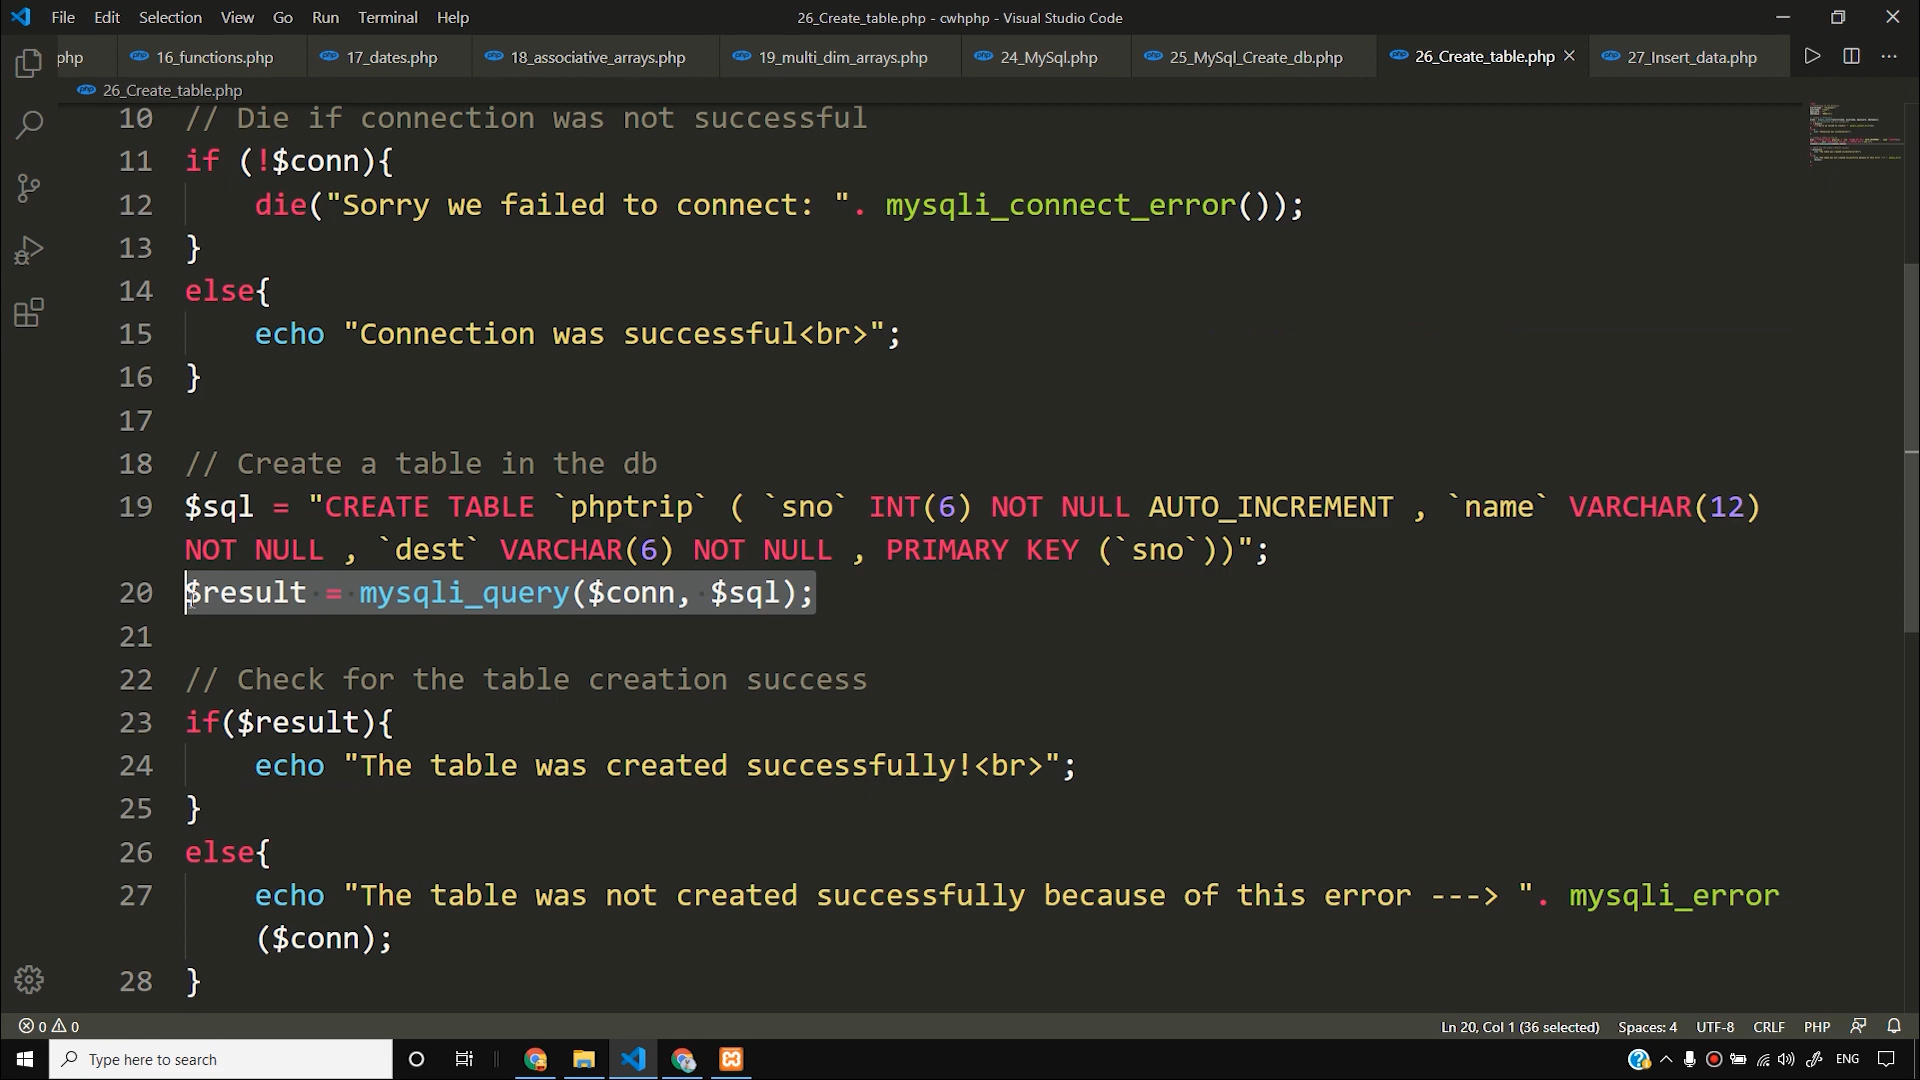 File Edit Selection View Go Run Terminal Help
26_Create_table.php - cwhphp - Visual Studio Code
php 16_functions.php 17_dates.php 18_associative_arrays.php 19_multi_dim_arrays.php 24_MySql.php 25_MySql_Create_db.php 26_Create_table.php 27_Insert_data.php
26_Create_table.php
10 // Die if connection was not successful
11 if (!$conn){
12 die("Sorry we failed to connect: ". mysqli_connect_error());
13 }
14 else{
15 echo "Connection was successful<br>";
16 }
17
18 // Create a table in the db
19 $sql = "CREATE TABLE `phptrip` ( `sno` INT(6) NOT NULL AUTO_INCREMENT , `name` VARCHAR(12)
NOT NULL , `dest` VARCHAR(6) NOT NULL , PRIMARY KEY (`sno`))";
20 $result = mysqli_query($conn, $sql);
21
22 // Check for the table creation success
23 if($result){
24 echo "The table was created successfully!<br>";
25 }
26 else{
27 echo "The table was not created successfully because of this error ---> ". mysqli_error
($conn);
28 }
0 0 Ln 20, Col 1 (36 selected) Spaces: 4 UTF-8 CRLF PHP
Type here to search
ENG